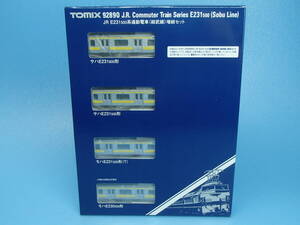 TOMIX 92890 J.R. Commuter Train Series E231-500 (Sobu Line)
JR E231 500系通勤電車(総武線)増結セット
サハE231500形
サハE231500形
モハE231500形(T)
モハE230500形